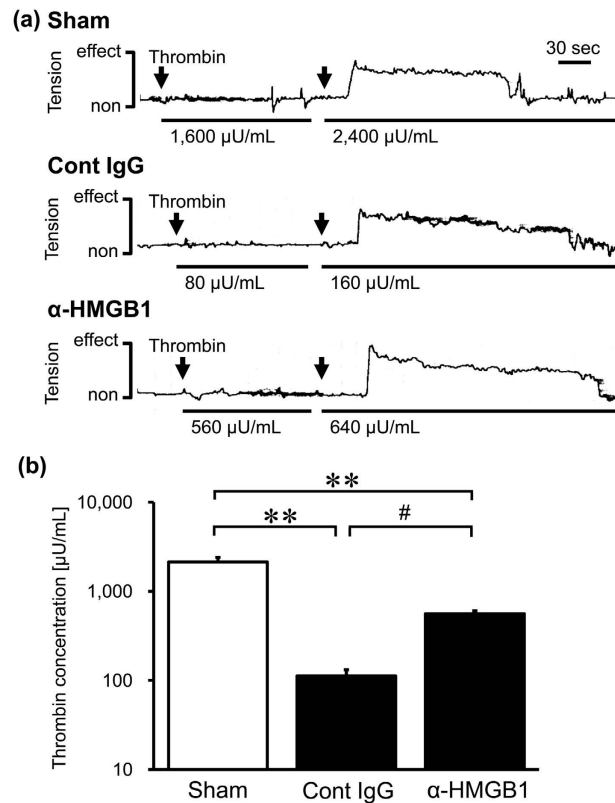 (a) Sham
effect
Tension
non
Thrombin
30 sec
1,600 µU/mL
2,400 µU/mL
Cont IgG
effect
Tension
non
Thrombin
80 µU/mL
160 µU/mL
α-HMGB1
effect
Tension
non
Thrombin
560 µU/mL
640 µU/mL
(b)
Thrombin concentration [µU/mL]
10,000
1,000
100
10
**
**
#
Sham
Cont IgG
α-HMGB1